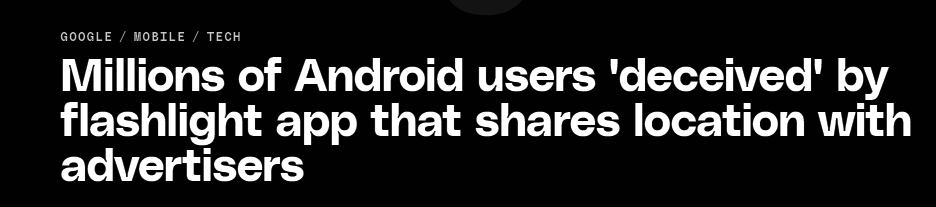 GOOGLE / MOBILE / TECH
Millions of Android users 'deceived' by
flashlight app that shares location with
advertisers